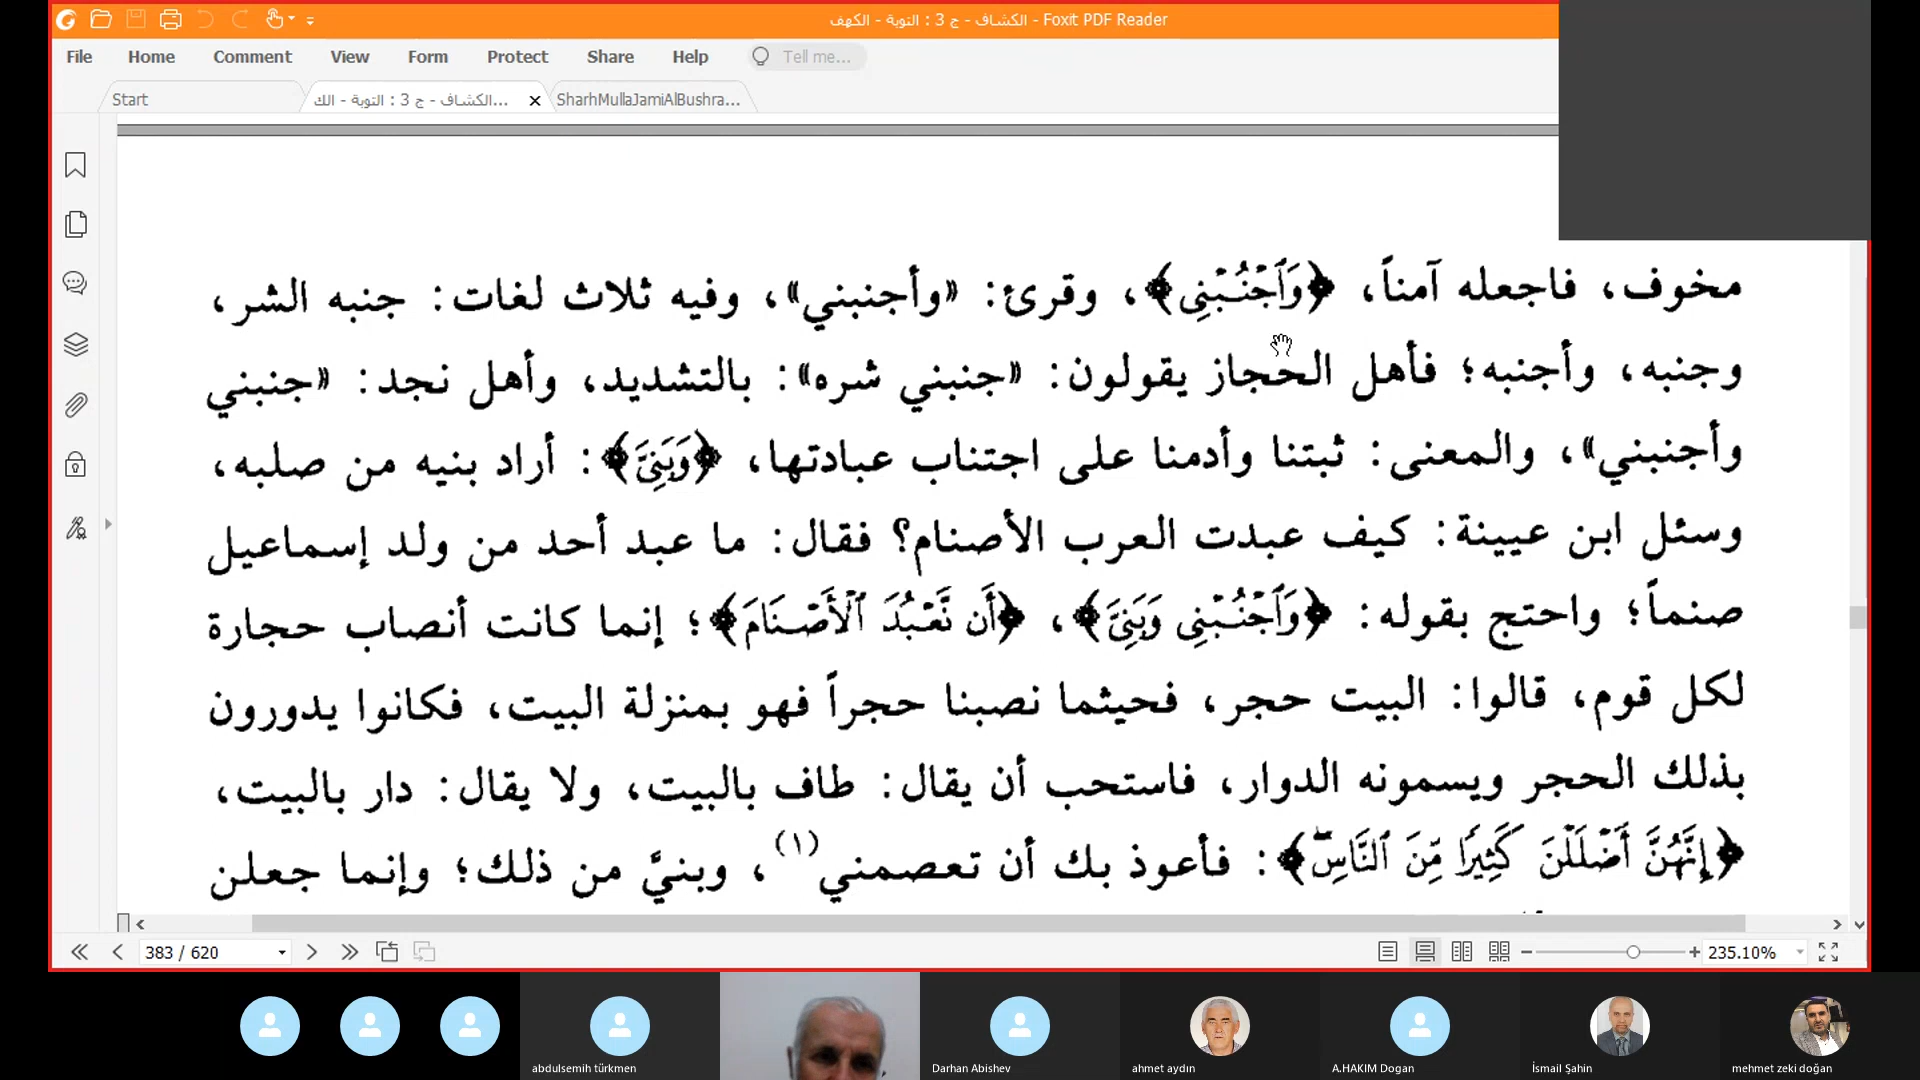 الكشاف - ج 3 : التوبة - الكهف - Foxit PDF Reader
File Home Comment View Form Protect Share Help Tell me...
Start
الكشاف - ج 3 : التوبة - الك...
SharhMullaJamiAlBushra...
مخوف، فاجعله آمناً، ﴿وَٱجۡنُبۡنِى﴾، وقرئ: «وأجنبني»، وفيه ثلاث لغات: جنبه الشر،
وجنبه، وأجنبه؛ فأهل الحجاز يقولون: «جنبني شره»: بالتشديد، وأهل نجد: «جنبني
وأجنبني»، والمعنى: ثبتنا وأدمنا على اجتناب عبادتها، ﴿وَبَنِىَّ﴾: أراد بنيه من صلبه،
وسئل ابن عيينة: كيف عبدت العرب الأصنام؟ فقال: ما عبد أحد من ولد إسماعيل
صنماً؛ واحتج بقوله: ﴿وَٱجۡنُبۡنِى وَبَنِىَّ﴾، ﴿أَن نَّعۡبُدَ ٱلۡأَصۡنَامَ﴾؛ إنما كانت أنصاب حجارة
لكل قوم، قالوا: البيت حجر، فحيثما نصبنا حجراً فهو بمنزلة البيت، فكانوا يدورون
بذلك الحجر ويسمونه الدوار، فاستحب أن يقال: طاف بالبيت، ولا يقال: دار بالبيت،
﴿إِنَّهُنَّ أَضۡلَلۡنَ كَثِيرًا مِّنَ ٱلنَّاسِۖ﴾: فأعوذ بك أن تعصمني(١)، وبنيَّ من ذلك؛ وإنما جعلن
383 / 620
235.10%
abdulsemih türkmen
Darhan Abishev
ahmet aydın
A.HAKIM Dogan
İsmail Şahin
mehmet zeki doğan